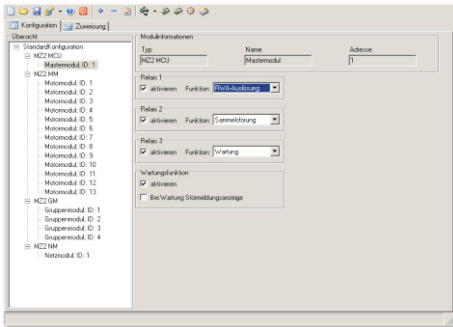 Konfiguration Zuweisung
Übersicht
StandardKonfiguration
MZ2 MCU
Mastermodul; ID: 1
MZ2 MM
Motormodul; ID: 1
Motormodul; ID: 2
Motormodul; ID: 3
Motormodul; ID: 4
Motormodul; ID: 5
Motormodul; ID: 6
Motormodul; ID: 7
Motormodul; ID: 8
Motormodul; ID: 9
Motormodul; ID: 10
Motormodul; ID: 11
Motormodul; ID: 12
Motormodul; ID: 13
MZ2 GM
Gruppenmodul; ID: 1
Gruppenmodul; ID: 2
Gruppenmodul; ID: 3
Gruppenmodul; ID: 4
MZ2 NM
Netzmodul; ID: 1
Modulinformationen
Typ: Name: Adresse:
MZ2 MCU Mastermodul 1
Relais 1
aktivieren Funktion: RWA-Auslösung
Relais 2
aktivieren Funktion: Sammelstörung
Relais 3
aktivieren Funktion: Wartung
Wartungsfunktion
aktivieren
Bei Wartung Störmeldungsanzeige